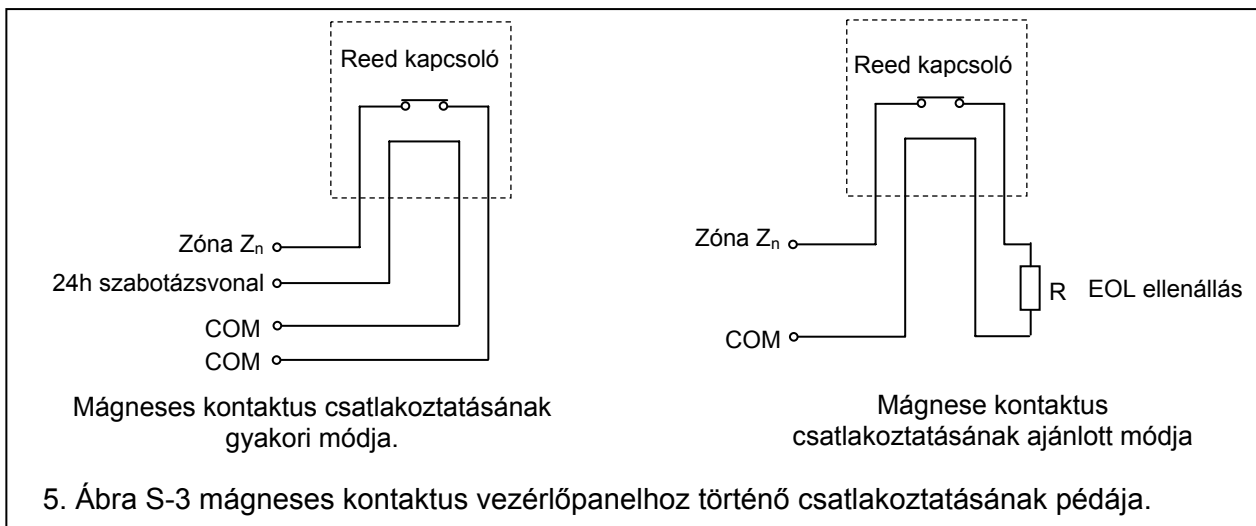 Reed kapcsoló
Zóna Zn
24h szabotázsvonal
COM
COM
Mágneses kontaktus csatlakoztatásának
gyakori módja.
Reed kapcsoló
Zóna Zn
R EOL ellenállás
COM
Mágnese kontaktus
csatlakoztatásának ajánlott módja
5. Ábra S-3 mágneses kontaktus vezérlőpanelhoz történő csatlakoztatásának pédája.